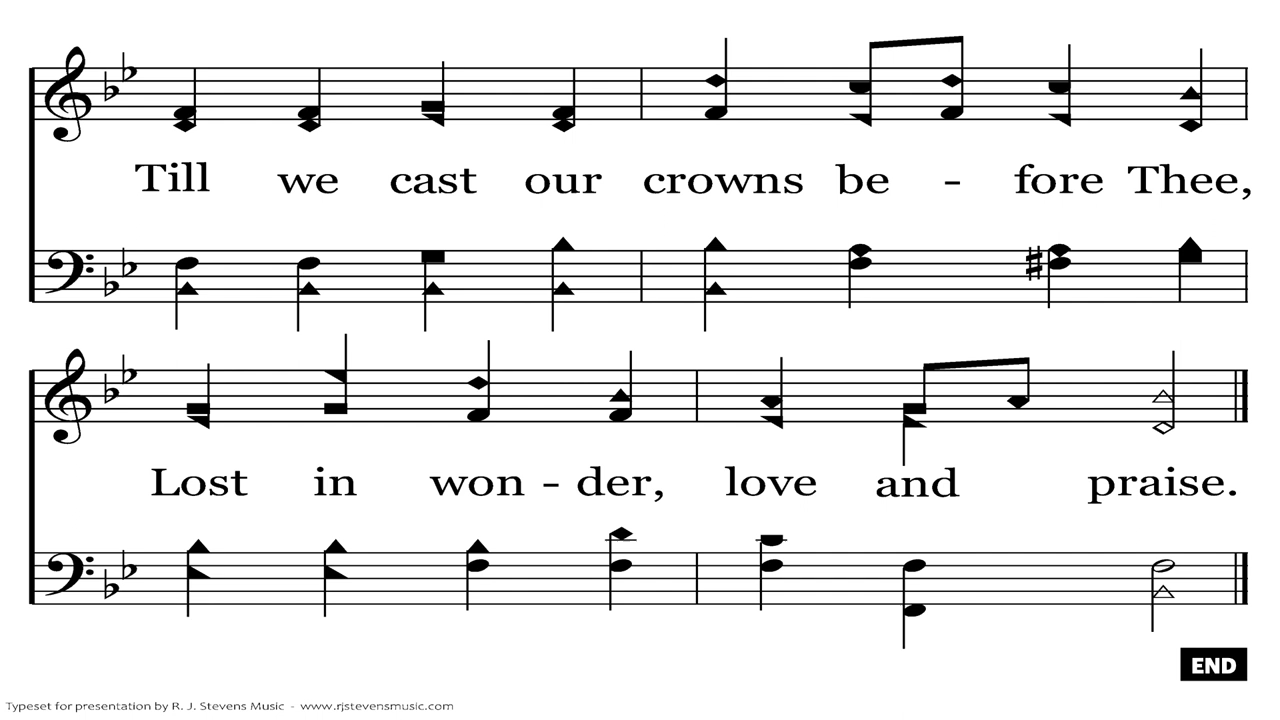 Till we cast our crowns be - fore Thee,
Lost in won - der, love and praise.
END
Typeset for presentation by R. J. Stevens Music - www.rjstevensmusic.com